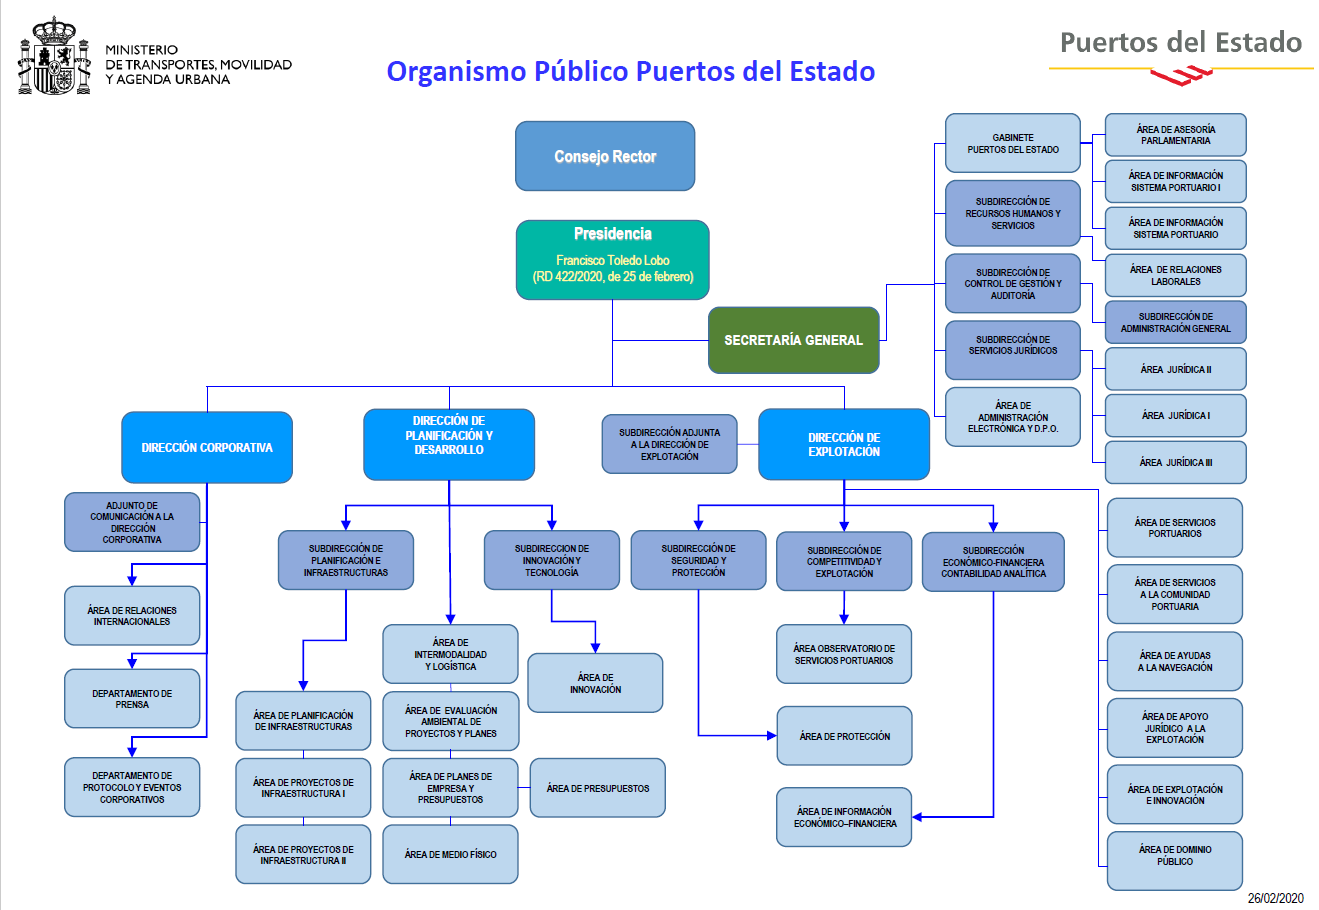 MINISTERIO
DE TRANSPORTES, MOVILIDAD
Y AGENDA URBANA
Organismo Público Puertos del Estado
Puertos del Estado
Consejo Rector
Presidencia
Francisco Toledo Lobo
(RD 422/2020, de 25 de febrero)
SECRETARÍA GENERAL
GABINETE
PUERTOS DEL ESTADO
SUBDIRECCIÓN DE
RECURSOS HUMANOS Y
SERVICIOS
SUBDIRECCIÓN DE
CONTROL DE GESTIÓN Y
AUDITORÍA
SUBDIRECCIÓN DE
SERVICIOS JURÍDICOS
ÁREA DE
ADMINISTRACIÓN
ELECTRÓNICA Y D.P.O.
ÁREA DE ASESORÍA
PARLAMENTARIA
ÁREA DE INFORMACIÓN
SISTEMA PORTUARIO I
ÁREA DE INFORMACIÓN
SISTEMA PORTUARIO
ÁREA DE RELACIONES
LABORALES
SUBDIRECCIÓN DE
ADMINISTRACIÓN GENERAL
ÁREA JURÍDICA II
ÁREA JURÍDICA I
ÁREA JURÍDICA III
DIRECCIÓN CORPORATIVA
DIRECCIÓN DE
PLANIFICACIÓN Y
DESARROLLO
SUBDIRECCIÓN ADJUNTA
A LA DIRECCIÓN DE
EXPLOTACIÓN
DIRECCIÓN DE
EXPLOTACIÓN
ADJUNTO DE
COMUNICACIÓN A LA
DIRECCIÓN
CORPORATIVA
ÁREA DE RELACIONES
INTERNACIONALES
DEPARTAMENTO DE
PRENSA
DEPARTAMENTO DE
PROTOCOLO Y EVENTOS
CORPORATIVOS
SUBDIRECCIÓN DE
PLANIFICACIÓN E
INFRAESTRUCTURAS
SUBDIRECCION DE
INNOVACIÓN Y
TECNOLOGÍA
ÁREA DE
INTERMODALIDAD
Y LOGÍSTICA
ÁREA DE
INNOVACIÓN
ÁREA DE PLANIFICACIÓN
DE INFRAESTRUCTURAS
ÁREA DE EVALUACIÓN
AMBIENTAL DE
PROYECTOS Y PLANES
ÁREA DE PROYECTOS DE
INFRAESTRUCTURA I
ÁREA DE PLANES DE
EMPRESA Y
PRESUPUESTOS
ÁREA DE PRESUPUESTOS
ÁREA DE PROYECTOS DE
INFRAESTRUCTURA II
ÁREA DE MEDIO FÍSICO
SUBDIRECCIÓN DE
SEGURIDAD Y
PROTECCIÓN
SUBDIRECCIÓN DE
COMPETITIVIDAD Y
EXPLOTACIÓN
SUBDIRECCIÓN
ECONÓMICO-FINANCIERA
CONTABILIDAD ANALÍTICA
ÁREA OBSERVATORIO DE
SERVICIOS PORTUARIOS
ÁREA DE PROTECCIÓN
ÁREA DE INFORMACIÓN
ECONÓMICO–FINANCIERA
ÁREA DE SERVICIOS
PORTUARIOS
ÁREA DE SERVICIOS
A LA COMUNIDAD
PORTUARIA
ÁREA DE AYUDAS
A LA NAVEGACIÓN
ÁREA DE APOYO
JURÍDICO A LA
EXPLOTACIÓN
ÁREA DE EXPLOTACIÓN
E INNOVACIÓN
ÁREA DE DOMINIO
PÚBLICO
26/02/2020